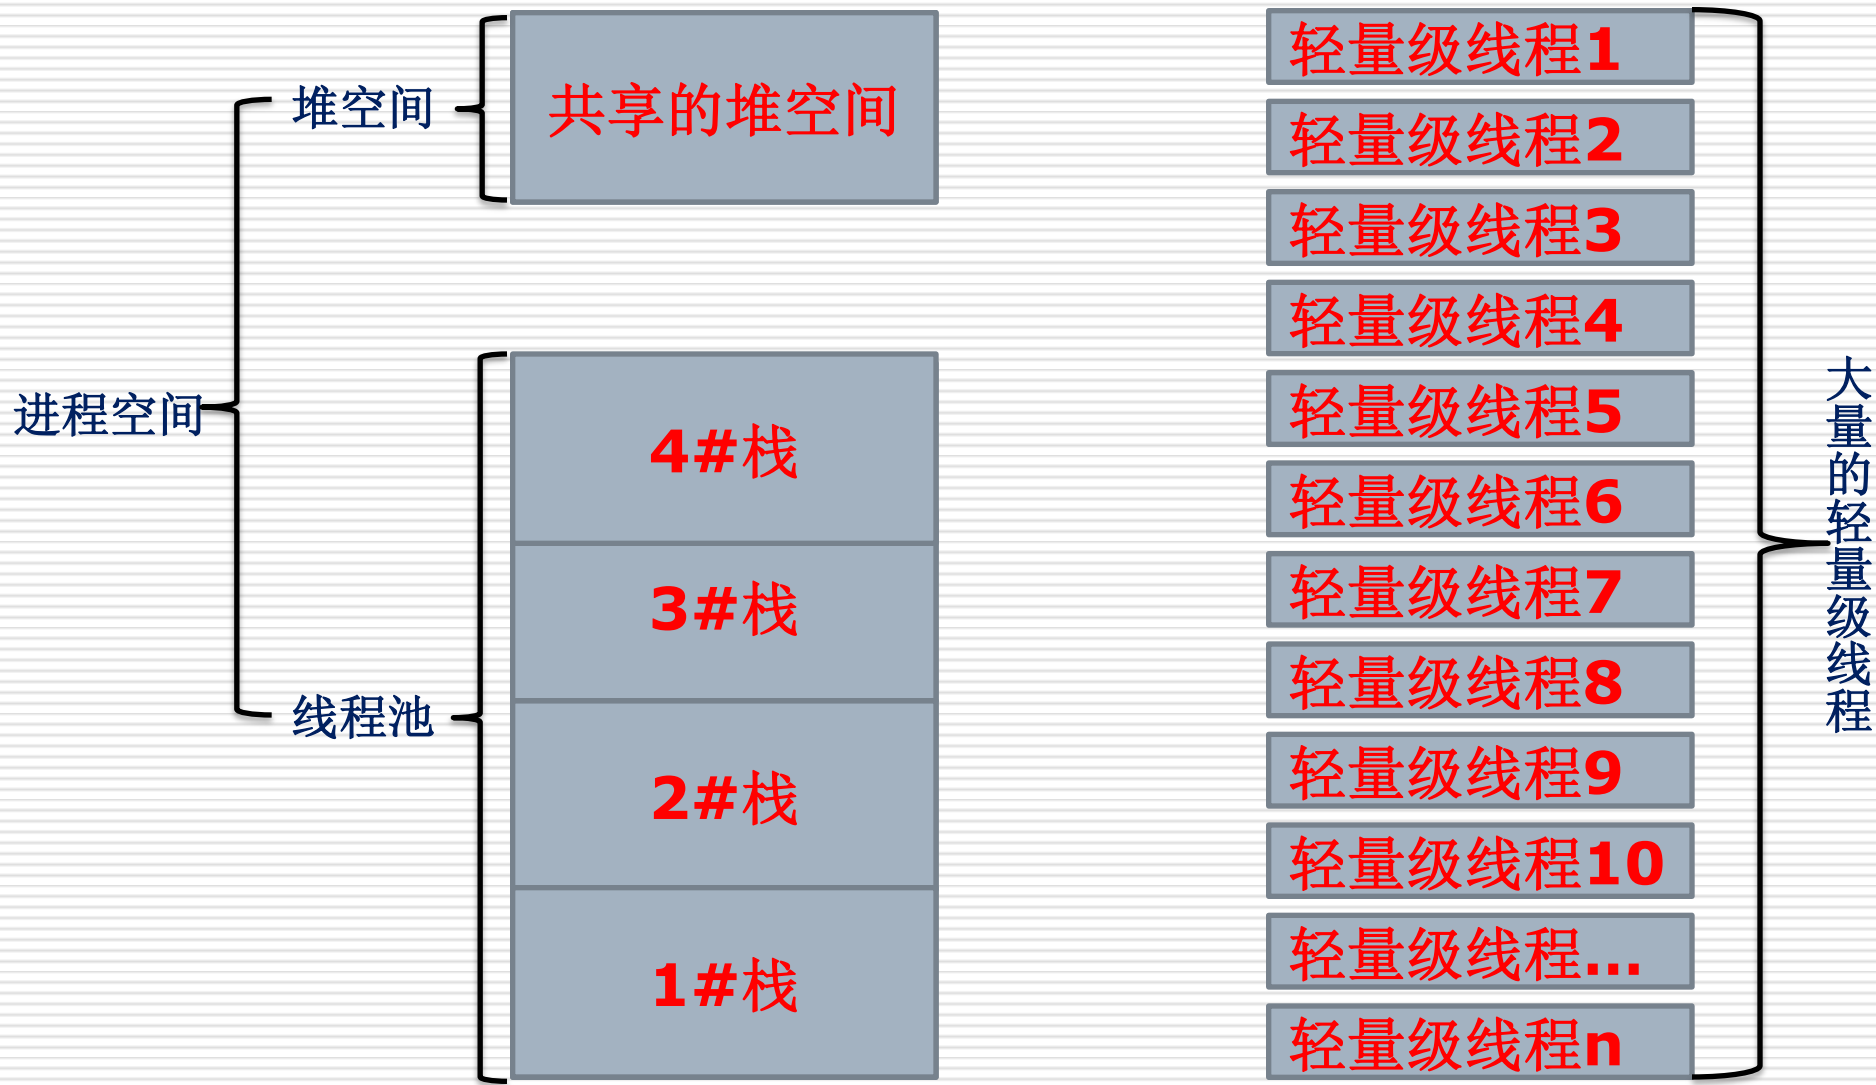 进程空间
堆空间
共享的堆空间
线程池
4#栈
3#栈
2#栈
1#栈
轻量级线程1
轻量级线程2
轻量级线程3
轻量级线程4
轻量级线程5
轻量级线程6
轻量级线程7
轻量级线程8
轻量级线程9
轻量级线程10
轻量级线程...
轻量级线程n
大量的轻量级线程